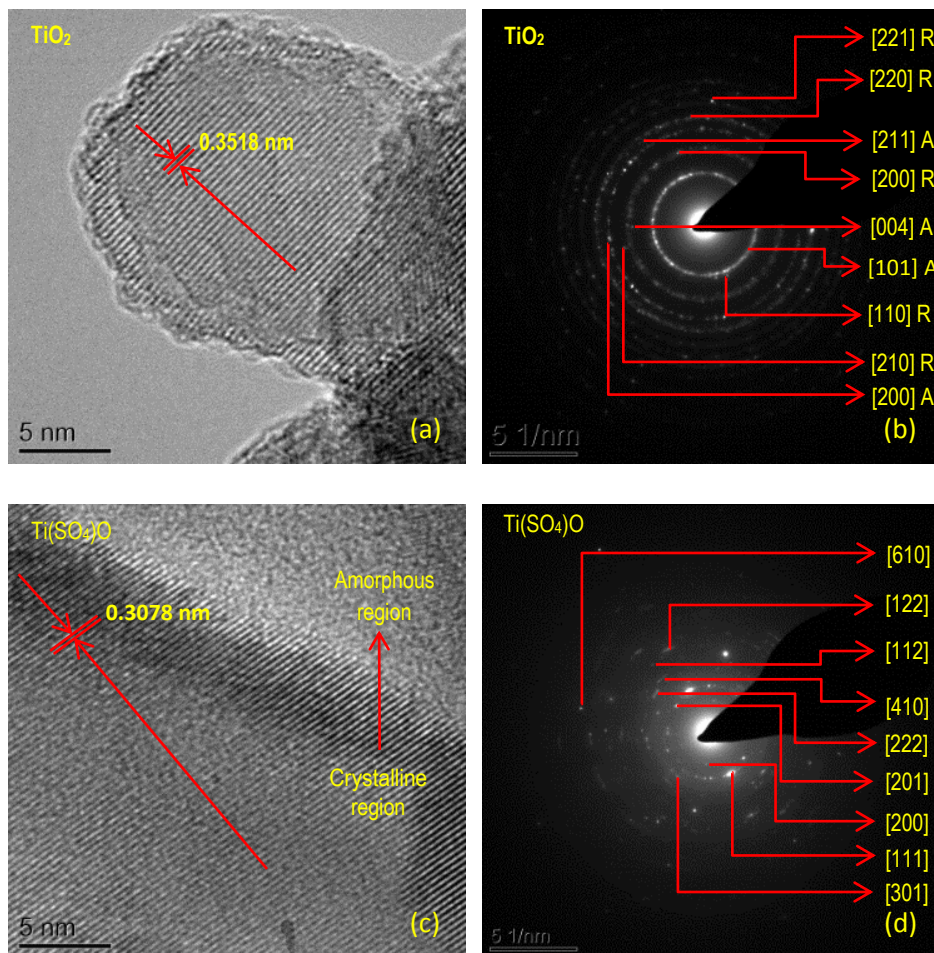 TiO₂
0.3518 nm
5 nm
(a)
TiO₂
[221] R
[220] R
[211] A
[200] R
[004] A
[101] A
[110] R
[210] R
[200] A
5 1/nm
(b)
Ti(SO₄)O
Amorphous
region
0.3078 nm
Crystalline
region
5 nm
(c)
Ti(SO₄)O
[610]
[122]
[112]
[410]
[222]
[201]
[200]
[111]
[301]
5 1/nm
(d)